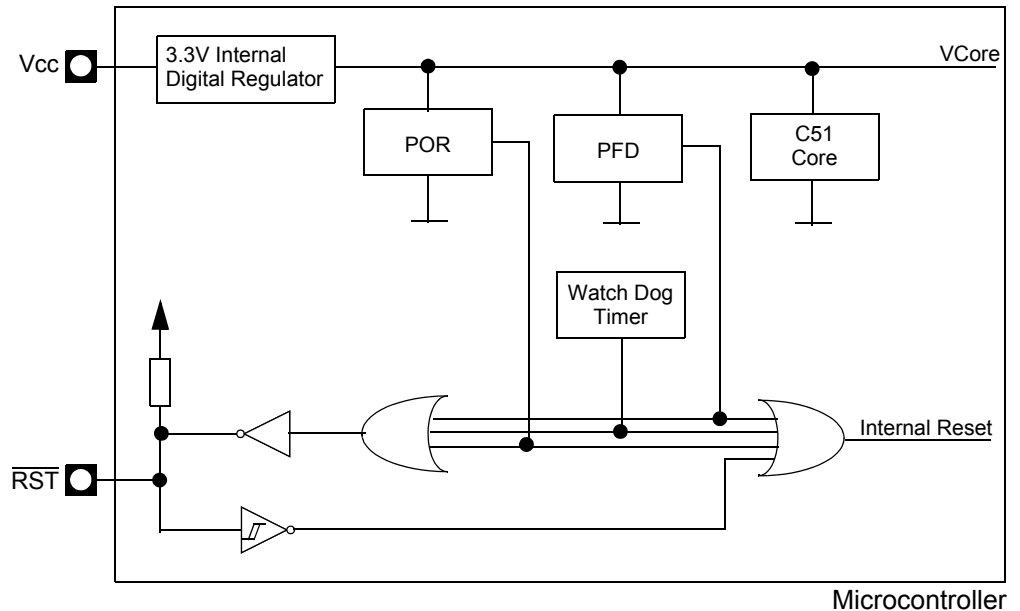 Vcc
3.3V Internal
Digital Regulator
VCore
POR
PFD
C51
Core
Watch Dog
Timer
Internal Reset
RST
Microcontroller